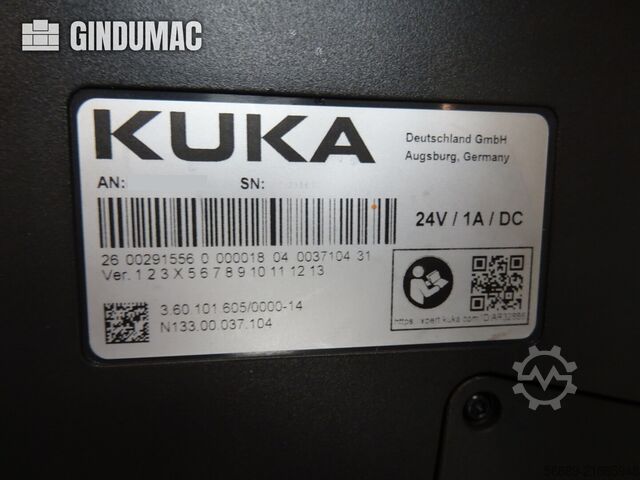 GINDUMAC
KUKA
Deutschland GmbH
Augsburg, Germany
AN: SN:
24V / 1A / DC
26 00291556 0 000018 04 0037104 31
Ver. 1 2 3 X 5 6 7 8 9 10 11 12 13
3.60.101.605/0000-14
N133.00.037.104